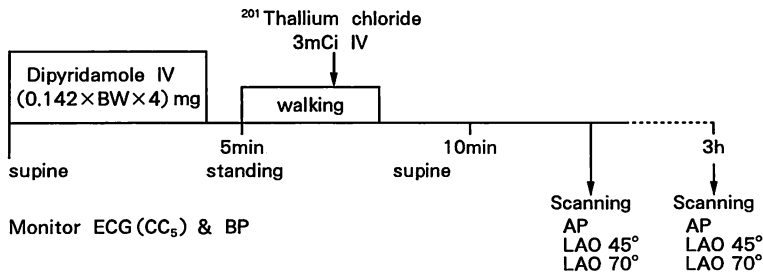 ²⁰¹Thallium chloride
3mCi IV
Dipyridamole IV
(0.142×BW×4) mg
walking
5min
10min
3h
supine
standing
supine
Scanning
AP
LAO 45°
LAO 70°
Scanning
AP
LAO 45°
LAO 70°
Monitor ECG(CC₅) & BP